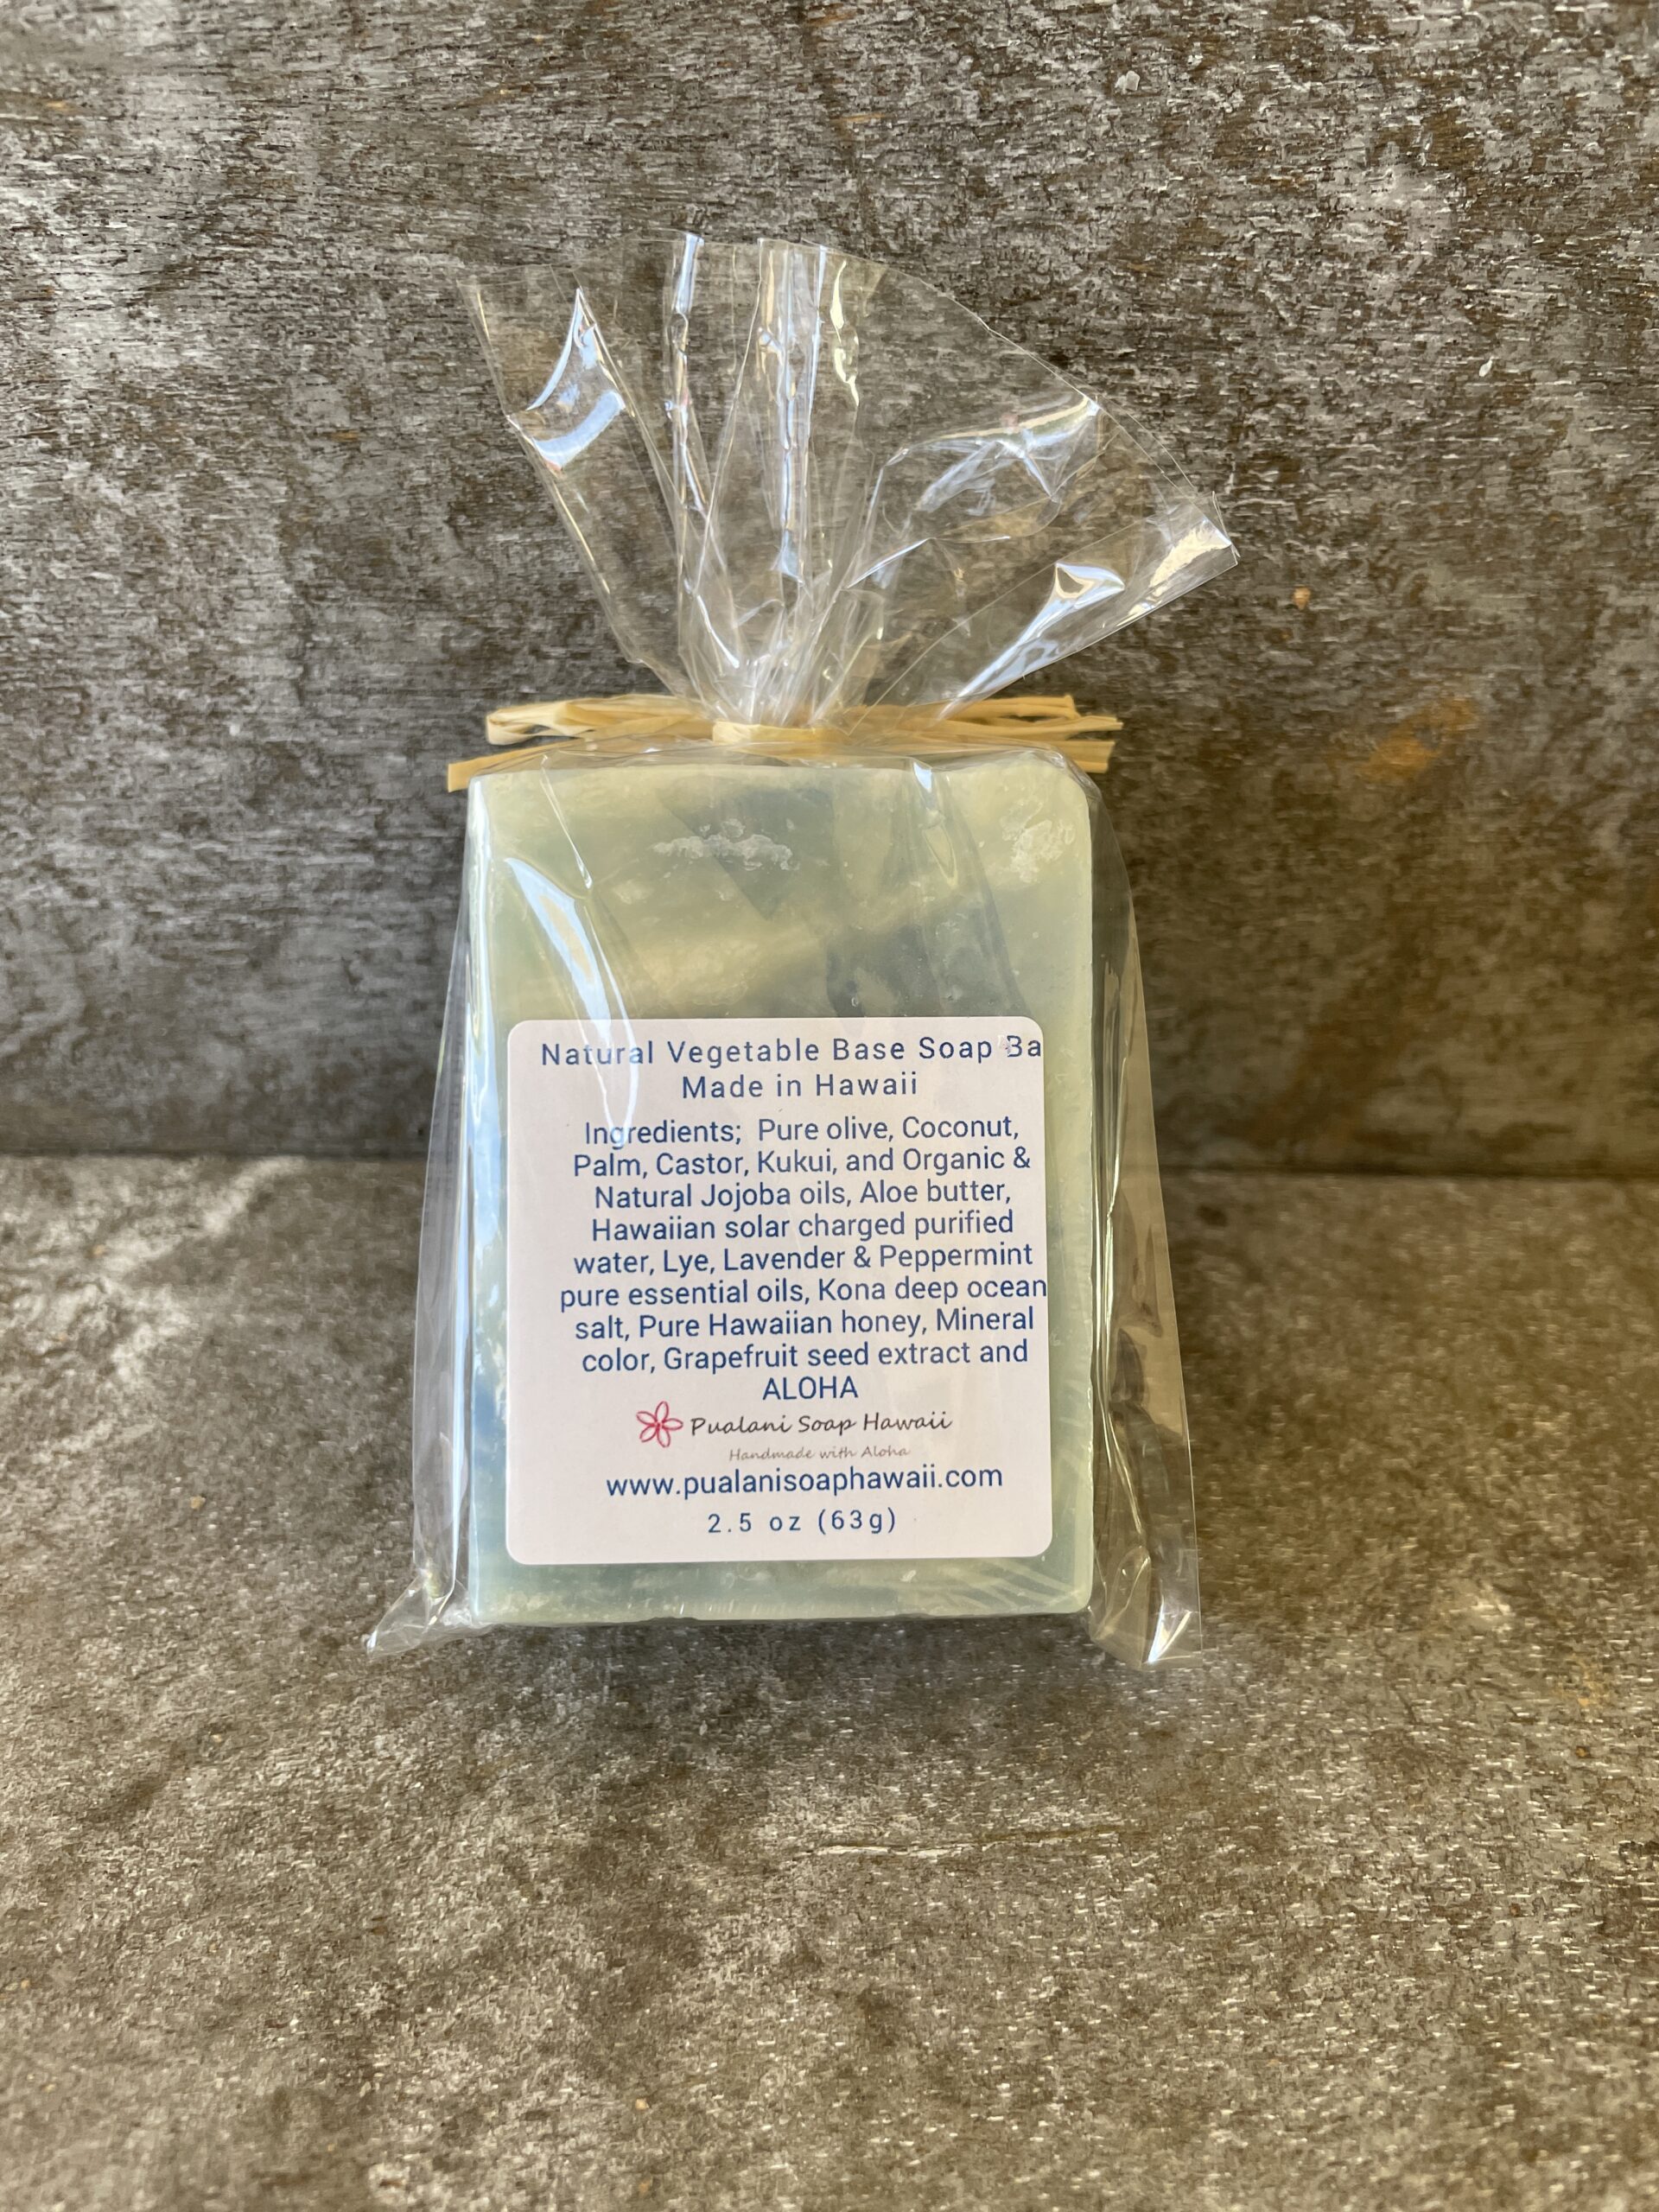 Natural Vegetable Base Soap Ba
Made in Hawaii
Ingredients; Pure olive, Coconut,
Palm, Castor, Kukui, and Organic &
Natural Jojoba oils, Aloe butter,
Hawaiian solar charged purified
water, Lye, Lavender & Peppermint
pure essential oils, Kona deep ocean
salt, Pure Hawaiian honey, Mineral
color, Grapefruit seed extract and
ALOHA
Pualani Soap Hawaii
Handmade with Aloha
www.pualanisoaphawaii.com
2.5 oz (63g)